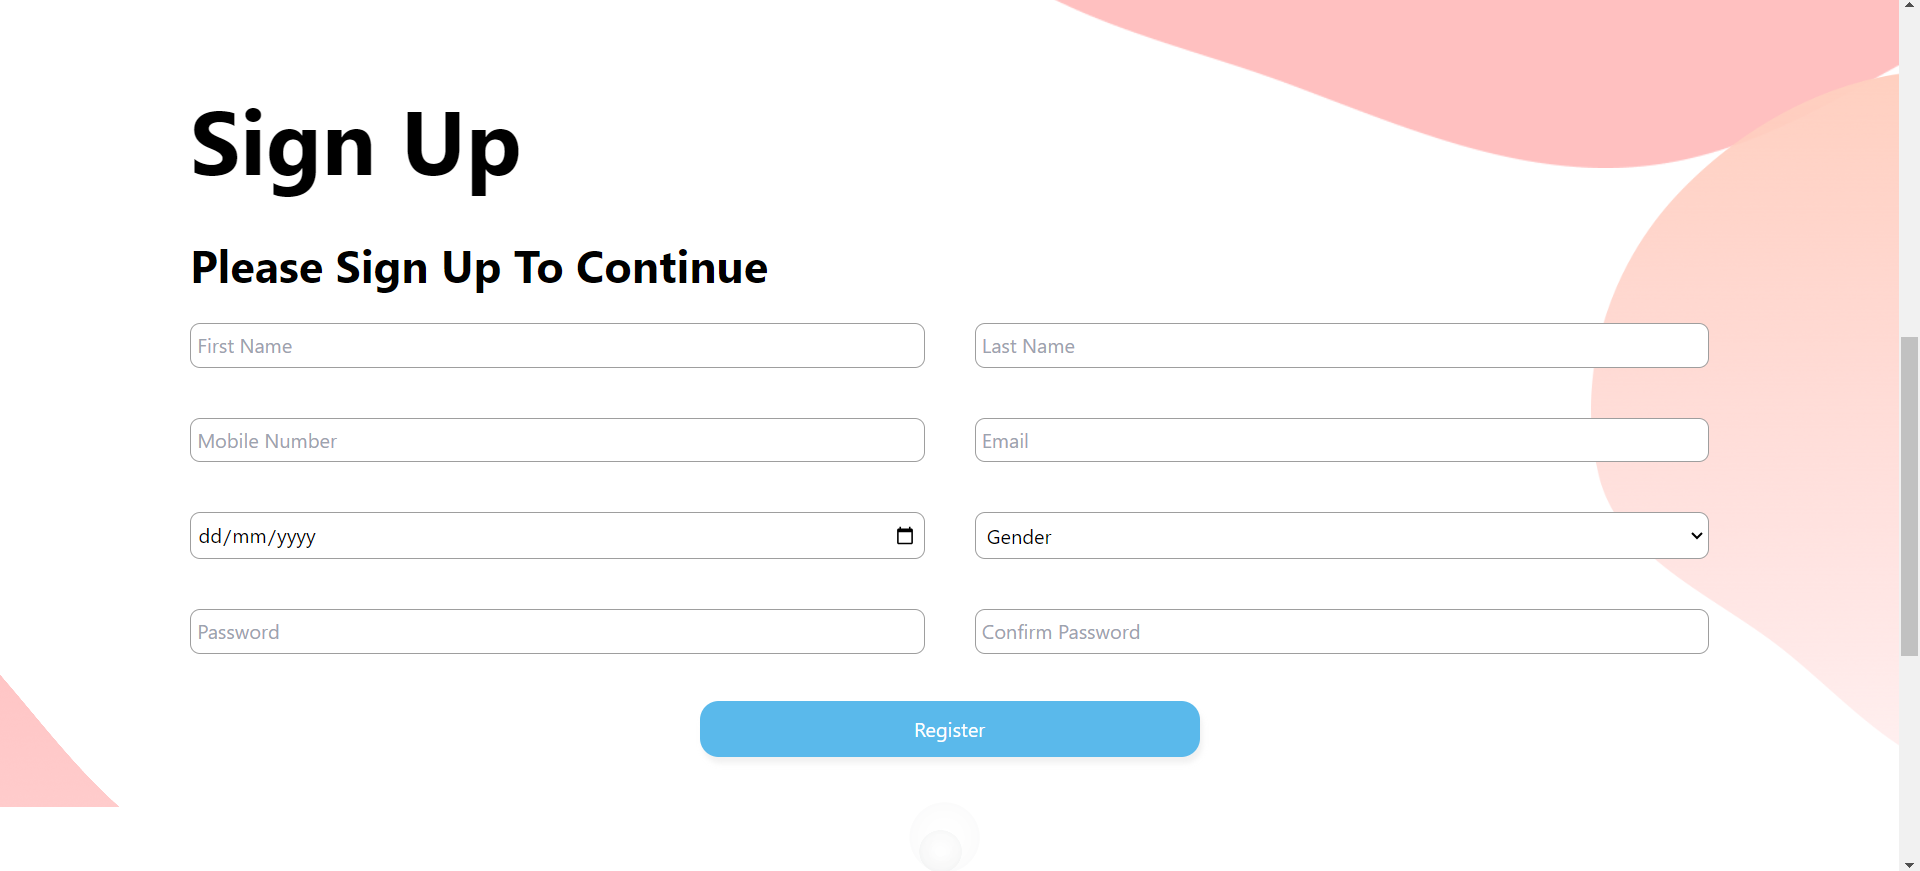 Sign Up
Please Sign Up To Continue
First Name
Last Name
Mobile Number
Email
dd/mm/yyyy
Gender
Password
Confirm Password
Register